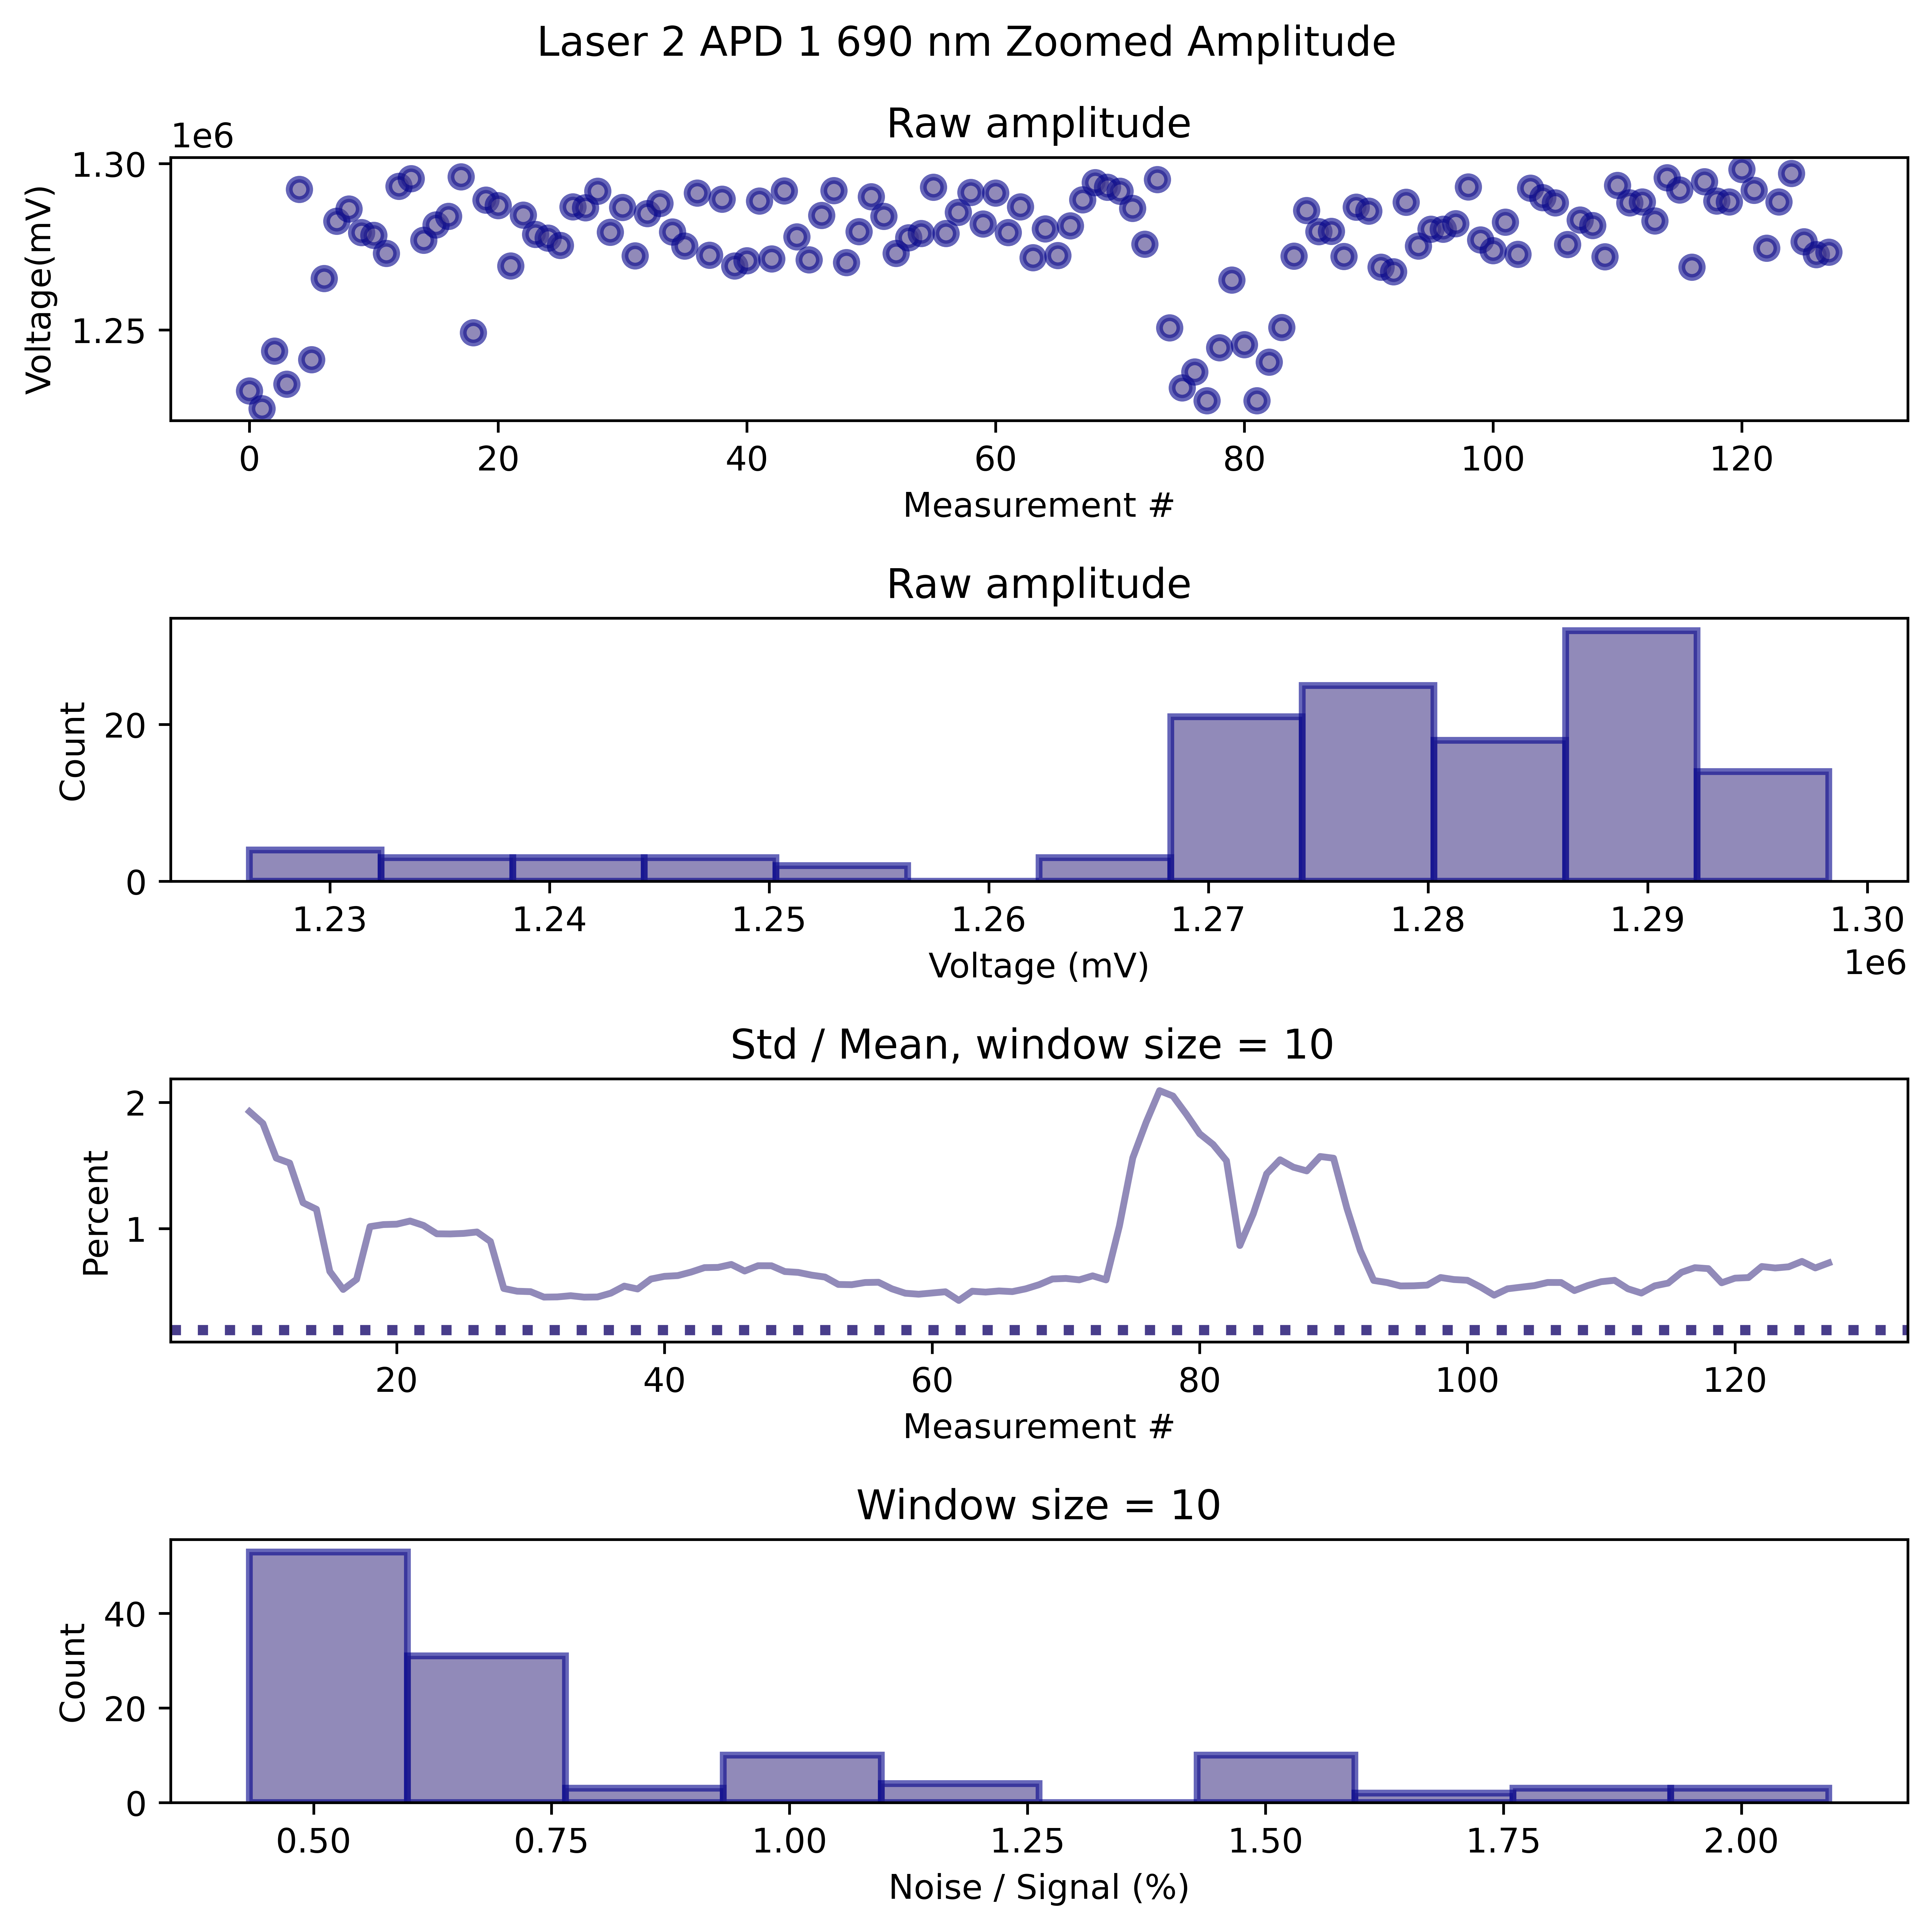 Laser 2 APD 1 690 nm Zoomed Amplitude
Raw amplitude
1e6
1.30
1.25
Voltage(mV)
0 20 40 60 80 100 120
Measurement #
Raw amplitude
20
0
Count
1.23 1.24 1.25 1.26 1.27 1.28 1.29 1.30
1e6
Voltage (mV)
Std / Mean, window size = 10
2
1
Percent
20 40 60 80 100 120
Measurement #
Window size = 10
40
20
0
Count
0.50 0.75 1.00 1.25 1.50 1.75 2.00
Noise / Signal (%)